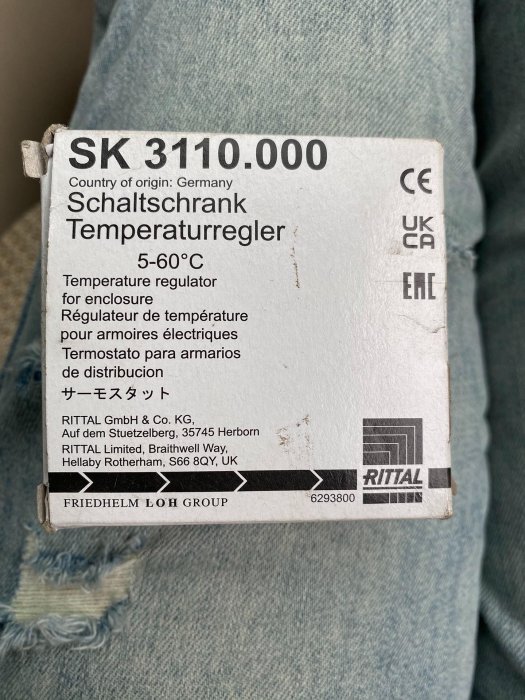 SK 3110.000
Country of origin: Germany
Schaltschrank
Temperaturregler
5-60°C
Temperature regulator
for enclosure
Régulateur de température
pour armoires électriques
Termostato para armarios
de distribucion
サーモスタット
RITTAL GmbH & Co. KG,
Auf dem Stuetzelberg, 35745 Herborn
RITTAL Limited, Braithwell Way,
Hellaby Rotherham, S66 8QY, UK
FRIEDHELM LOH GROUP
6293800
CE
UK
CA
EAC
RITTAL